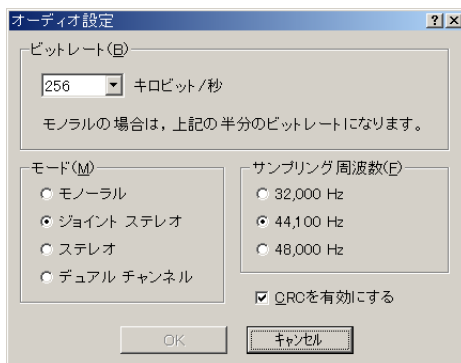 オーディオ設定
ビットレート(B)
256 キロビット/秒
モノラルの場合は，上記の半分のビットレートになります。
モード(M)
モノーラル
ジョイント ステレオ
ステレオ
デュアル チャンネル
サンプリング周波数(F)
32,000 Hz
44,100 Hz
48,000 Hz
CRCを有効にする
OK
キャンセル